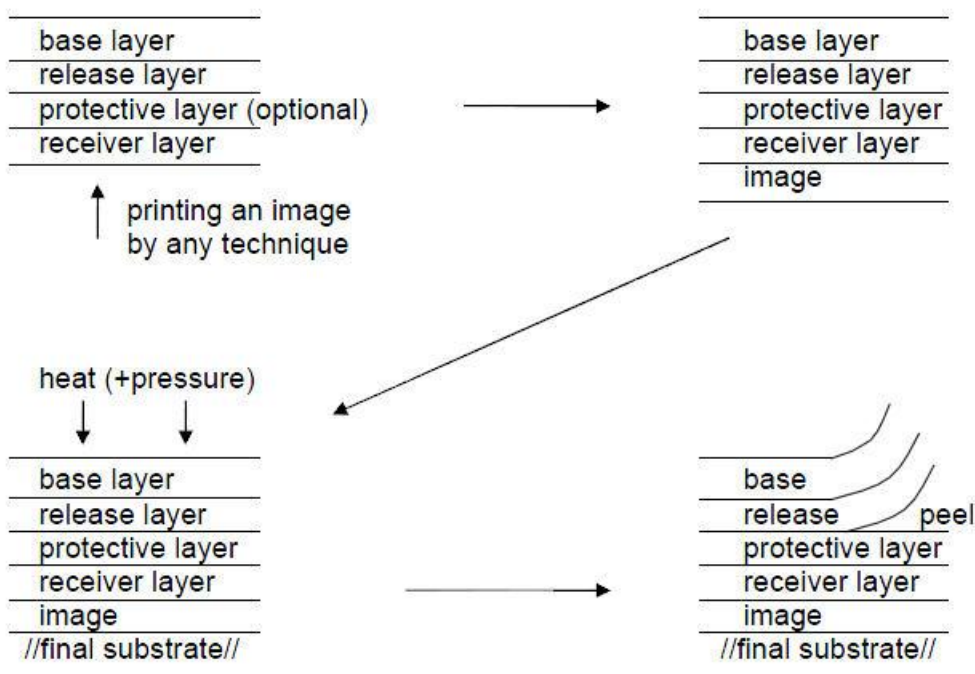 base layer
release layer
protective layer (optional)
receiver layer
printing an image
by any technique
base layer
release layer
protective layer
receiver layer
image
heat (+pressure)
base layer
release layer
protective layer
receiver layer
image
//final substrate//
base
release peel
protective layer
receiver layer
image
//final substrate//